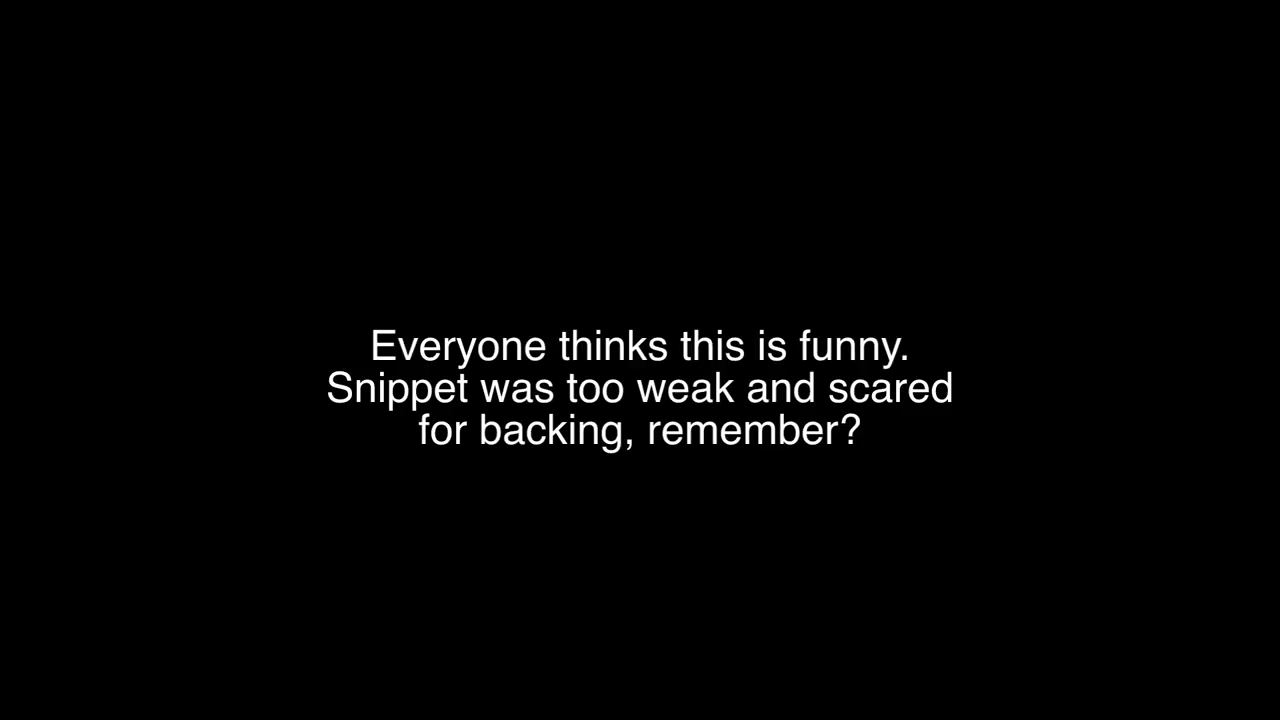 Everyone thinks this is funny.
Snippet was too weak and scared
for backing, remember?